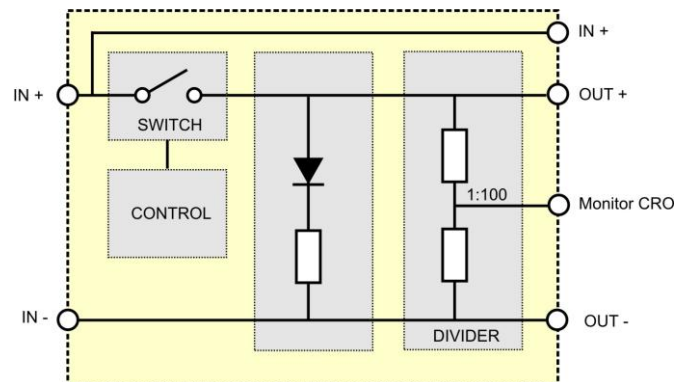 IN +
IN +
OUT +
SWITCH
1:100
Monitor CRO
CONTROL
IN -
OUT -
DIVIDER